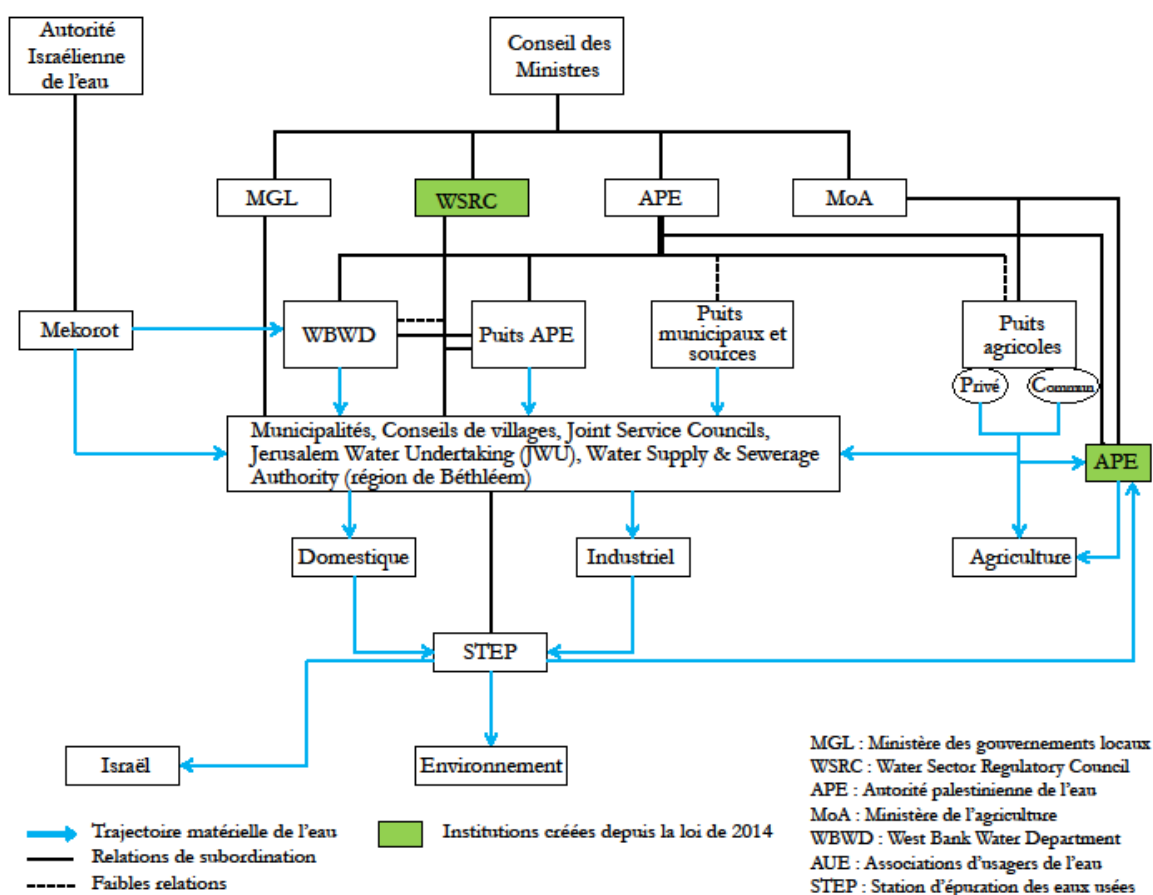 Autorité
Israélienne
de l'eau
Conseil des
Ministres
MGL
WSRC
APE
MoA
Mekorot
WBWD
Puits APE
Puits
municipaux et
sources
Puits
agricoles
Privé
Commun
Municipalités, Conseils de villages, Joint Service Councils,
Jerusalem Water Undertaking (JWU), Water Supply & Sewerage
Authority (région de Béthléem)
APE
Domestique
Industriel
Agriculture
STEP
Israël
Environnement
MGL : Ministère des gouvernements locaux
WSRC : Water Sector Regulatory Council
APE : Autorité palestinienne de l'eau
MoA : Ministère de l'agriculture
WBWD : West Bank Water Department
AUE : Associations d'usagers de l'eau
STEP : Station d'épuration des eaux usées
Trajectoire matérielle de l'eau
Relations de subordination
Faibles relations
Institutions créées depuis la loi de 2014